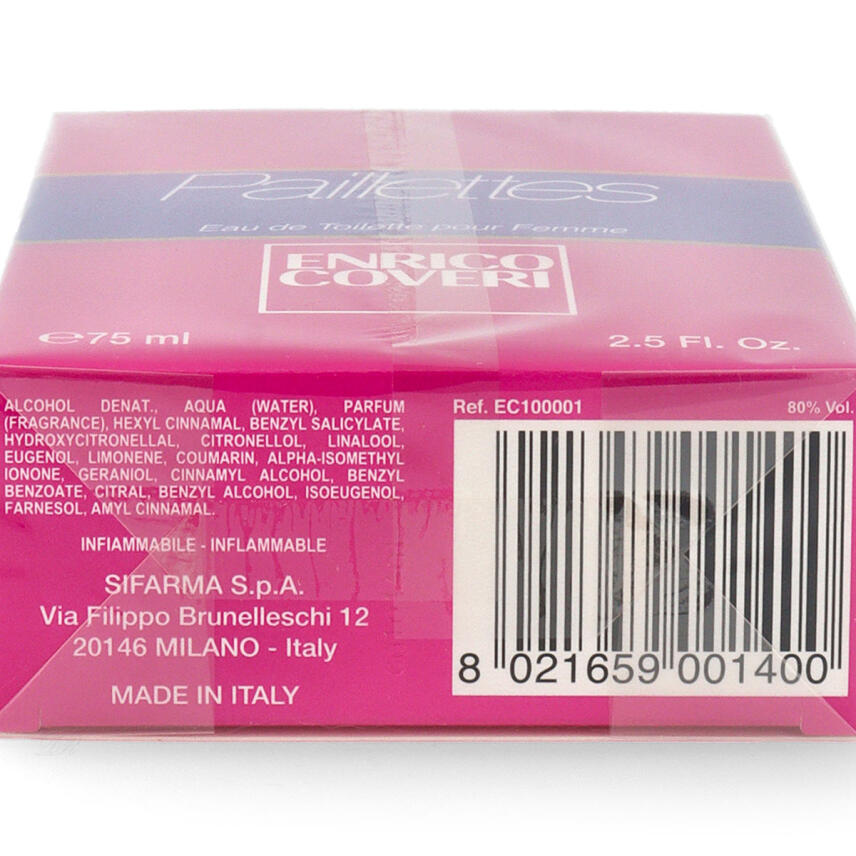 Paillettes
Eau de Toilette pour Femme
ENRICO
COVERI
℮75 ml
2.5 Fl. Oz.
ALCOHOL DENAT., AQUA (WATER), PARFUM
(FRAGRANCE), HEXYL CINNAMAL, BENZYL SALICYLATE,
HYDROXYCITRONELLAL, CITRONELLOL, LINALOOL,
EUGENOL, LIMONENE, COUMARIN, ALPHA-ISOMETHYL
IONONE, GERANIOL, CINNAMYL ALCOHOL, BENZYL
BENZOATE, CITRAL, BENZYL ALCOHOL, ISOEUGENOL,
FARNESOL, AMYL CINNAMAL.
INFIAMMABILE - INFLAMMABLE
SIFARMA S.p.A.
Via Filippo Brunelleschi 12
20146 MILANO - Italy
MADE IN ITALY
Ref. EC100001
80% Vol.
8 021659 001400